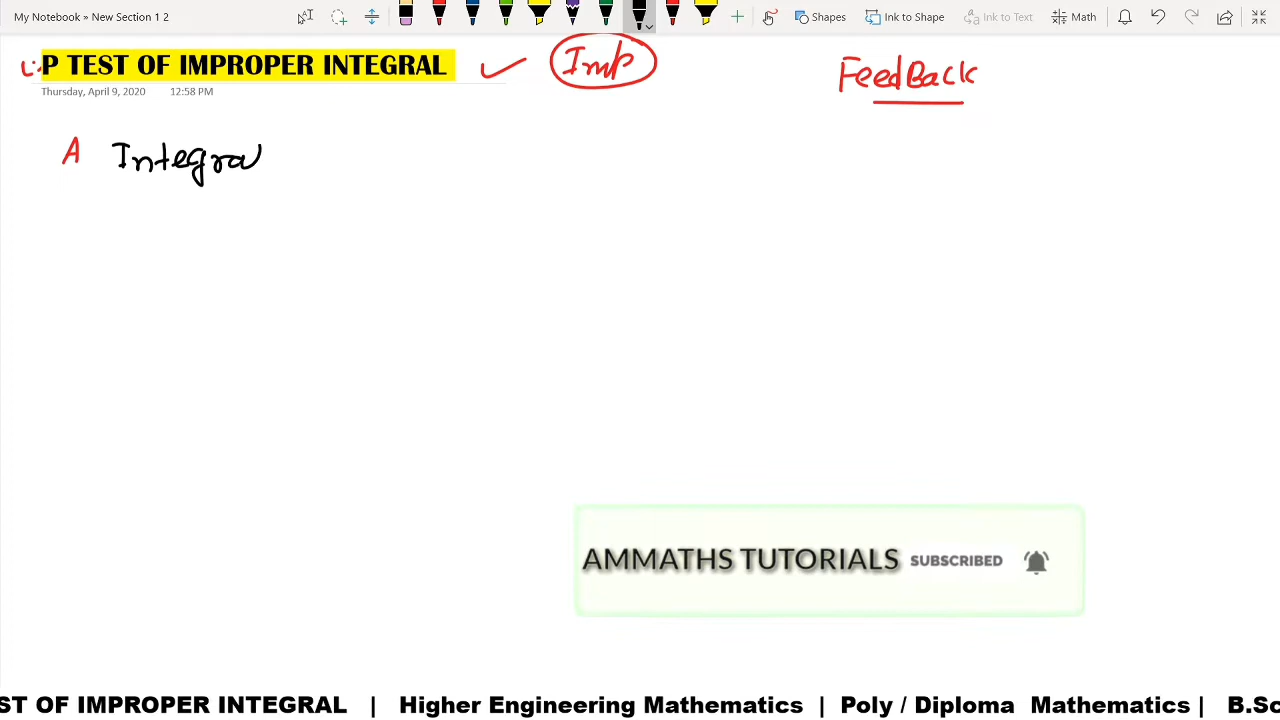 My Notebook » New Section 1 2
Shapes
Ink to Shape
Ink to Text
Math
P TEST OF IMPROPER INTEGRAL
Imp
FeedBack
Thursday, April 9, 2020 12:58 PM
A Integral
AMMATHS TUTORIALS SUBSCRIBED
ST OF IMPROPER INTEGRAL | Higher Engineering Mathematics | Poly / Diploma Mathematics | B.Sc